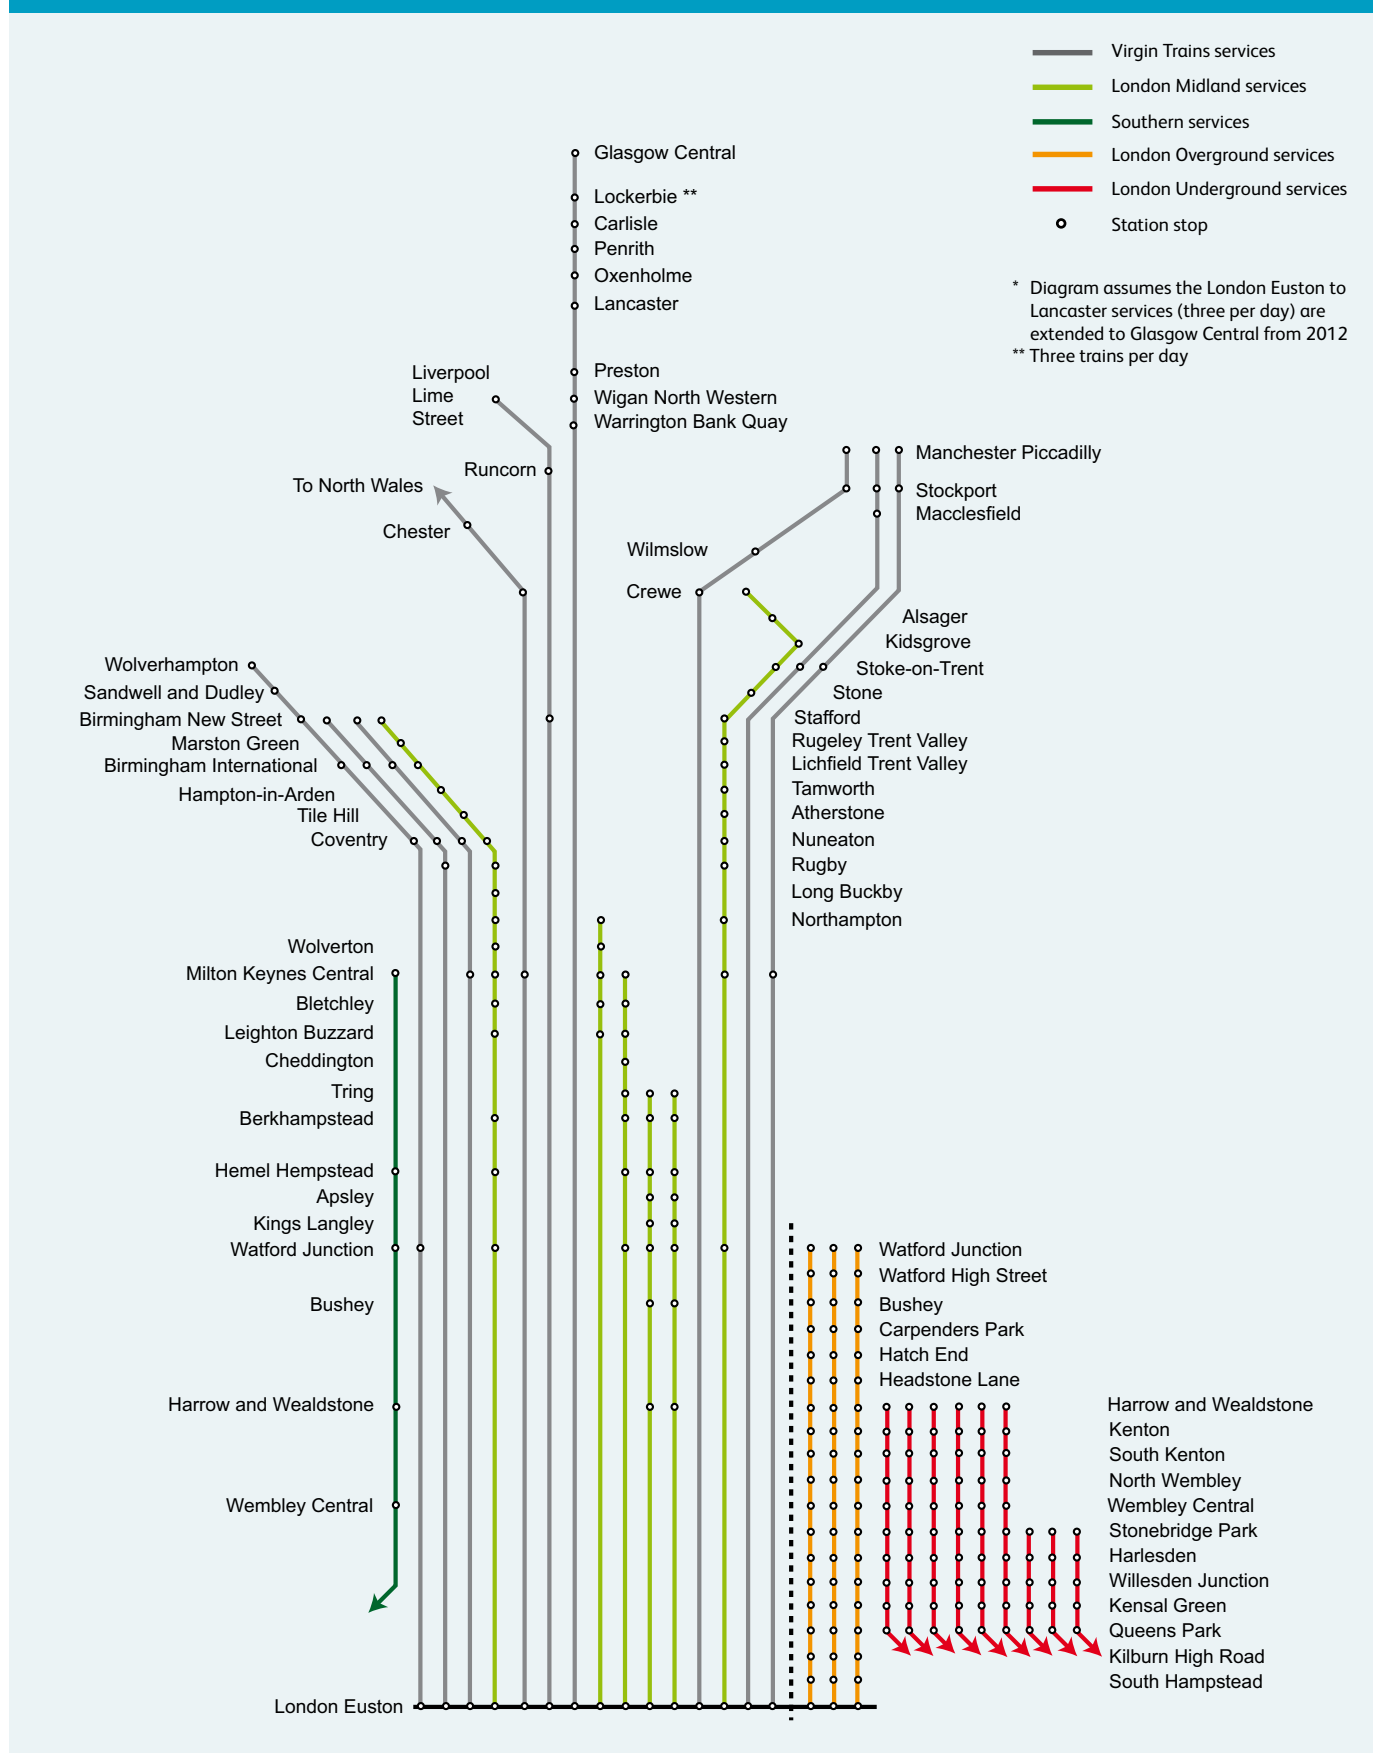 Virgin Trains services
London Midland services
Southern services
London Overground services
London Underground services
Station stop
* Diagram assumes the London Euston to
Lancaster services (three per day) are
extended to Glasgow Central from 2012
** Three trains per day
Glasgow Central
Lockerbie **
Carlisle
Penrith
Oxenholme
Lancaster
Preston
Wigan North Western
Warrington Bank Quay
Liverpool
Lime
Street
Runcorn
To North Wales
Chester
Manchester Piccadilly
Stockport
Macclesfield
Wilmslow
Crewe
Alsager
Kidsgrove
Stoke-on-Trent
Stone
Stafford
Rugeley Trent Valley
Lichfield Trent Valley
Tamworth
Atherstone
Nuneaton
Rugby
Long Buckby
Northampton
Wolverhampton
Sandwell and Dudley
Birmingham New Street
Marston Green
Birmingham International
Hampton-in-Arden
Tile Hill
Coventry
Wolverton
Milton Keynes Central
Bletchley
Leighton Buzzard
Cheddington
Tring
Berkhampstead
Hemel Hempstead
Apsley
Kings Langley
Watford Junction
Bushey
Harrow and Wealdstone
Wembley Central
London Euston
Watford Junction
Watford High Street
Bushey
Carpenders Park
Hatch End
Headstone Lane
Harrow and Wealdstone
Kenton
South Kenton
North Wembley
Wembley Central
Stonebridge Park
Harlesden
Willesden Junction
Kensal Green
Queens Park
Kilburn High Road
South Hampstead